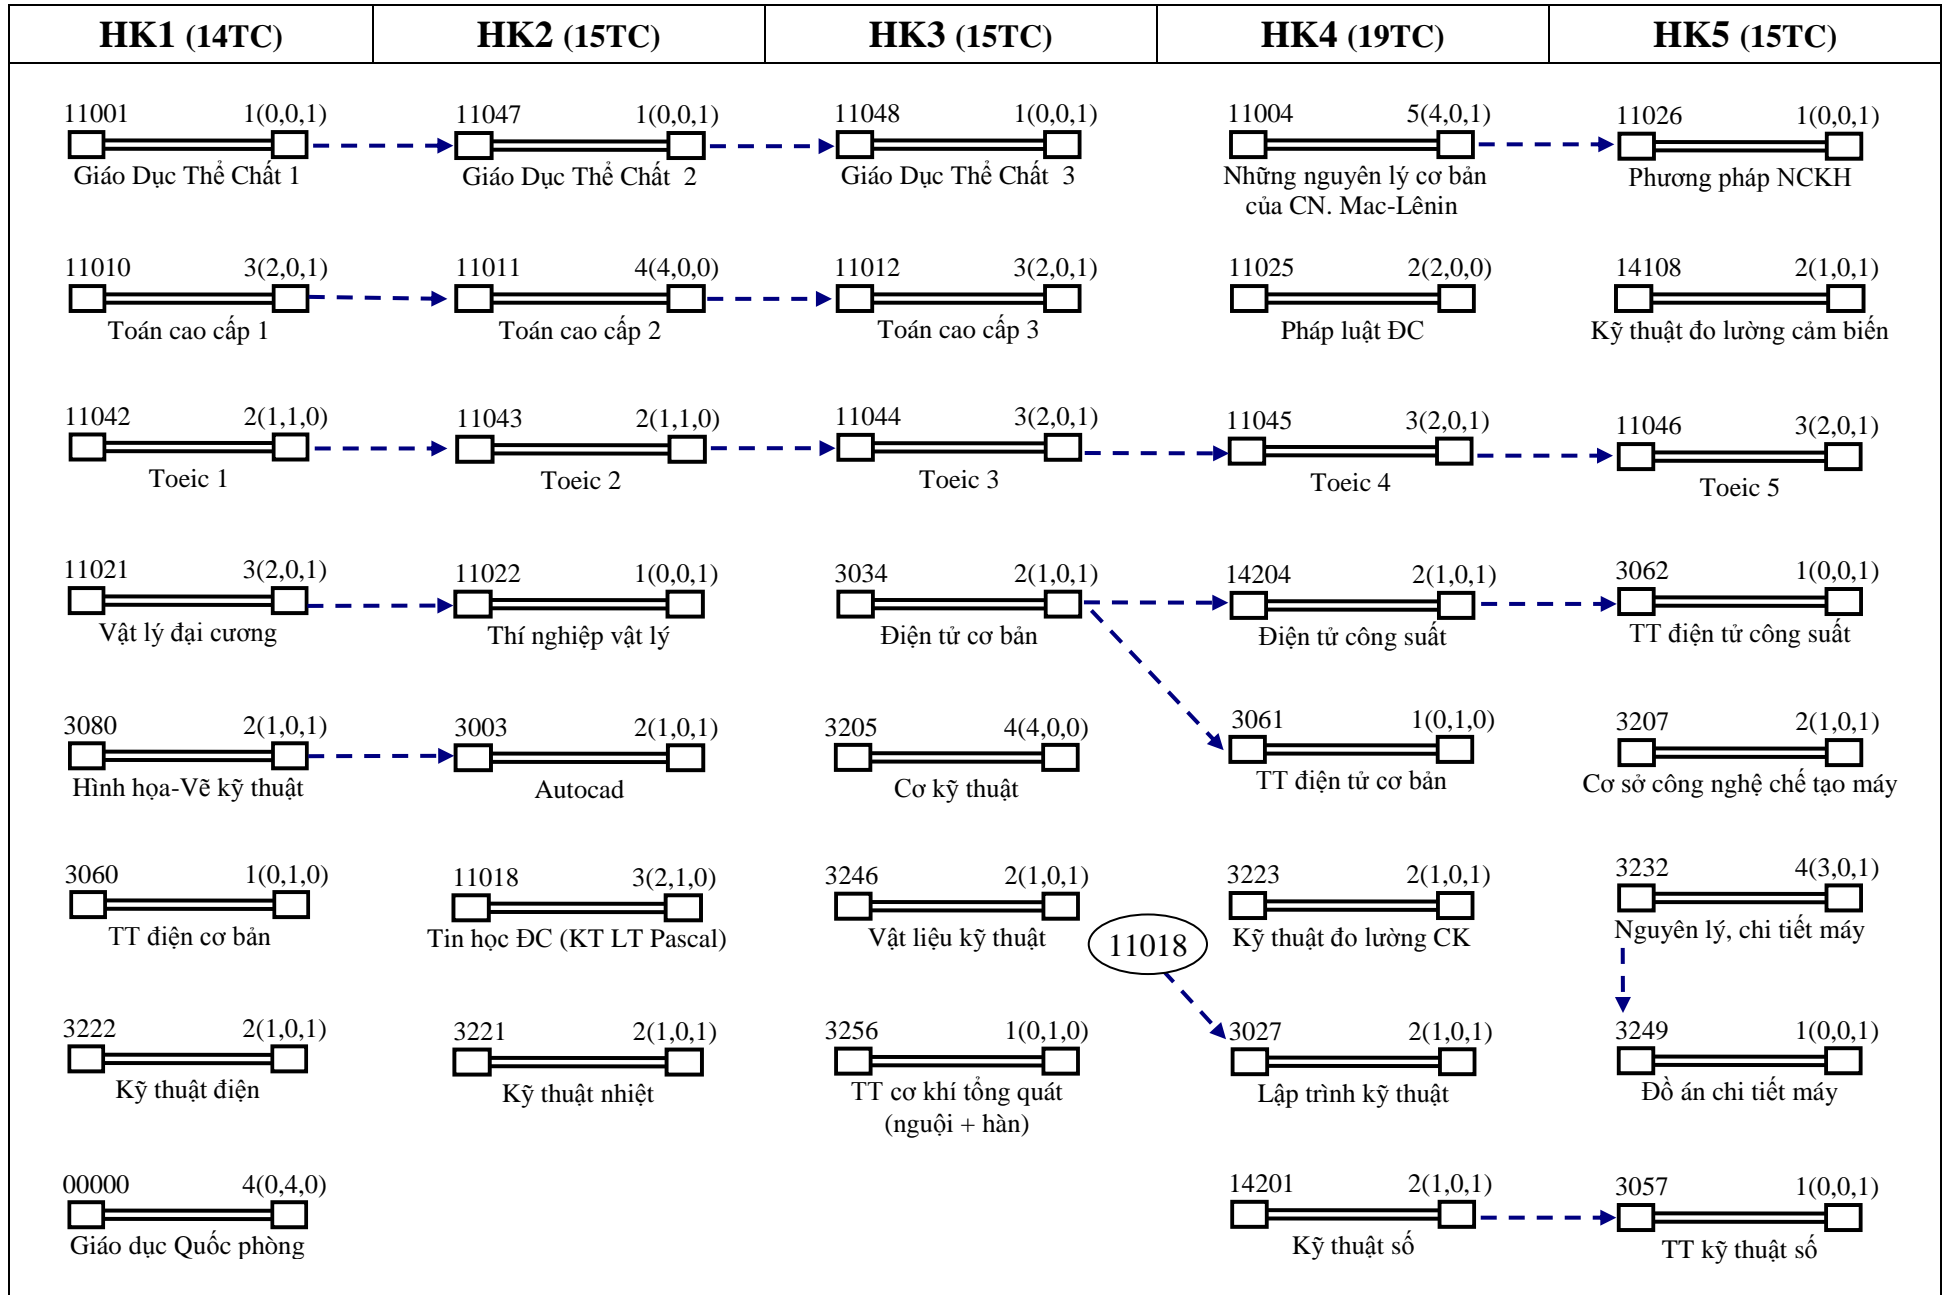 HK1 (14TC)
HK2 (15TC)
HK3 (15TC)
HK4 (19TC)
HK5 (15TC)
11001 1(0,0,1)
Giáo Dục Thể Chất 1
11047 1(0,0,1)
Giáo Dục Thể Chất 2
11048 1(0,0,1)
Giáo Dục Thể Chất 3
11004 5(4,0,1)
Những nguyên lý cơ bản
của CN. Mac-Lênin
11026 1(0,0,1)
Phương pháp NCKH
11010 3(2,0,1)
Toán cao cấp 1
11011 4(4,0,0)
Toán cao cấp 2
11012 3(2,0,1)
Toán cao cấp 3
11025 2(2,0,0)
Pháp luật ĐC
14108 2(1,0,1)
Kỹ thuật đo lường cảm biến
11042 2(1,1,0)
Toeic 1
11043 2(1,1,0)
Toeic 2
11044 3(2,0,1)
Toeic 3
11045 3(2,0,1)
Toeic 4
11046 3(2,0,1)
Toeic 5
11021 3(2,0,1)
Vật lý đại cương
11022 1(0,0,1)
Thí nghiệp vật lý
3034 2(1,0,1)
Điện tử cơ bản
14204 2(1,0,1)
Điện tử công suất
3062 1(0,0,1)
TT điện tử công suất
3080 2(1,0,1)
Hình họa-Vẽ kỹ thuật
3003 2(1,0,1)
Autocad
3205 4(4,0,0)
Cơ kỹ thuật
3061 1(0,1,0)
TT điện tử cơ bản
3207 2(1,0,1)
Cơ sở công nghệ chế tạo máy
3060 1(0,1,0)
TT điện cơ bản
11018 3(2,1,0)
Tin học ĐC (KT LT Pascal)
3246 2(1,0,1)
Vật liệu kỹ thuật
11018
3223 2(1,0,1)
Kỹ thuật đo lường CK
3232 4(3,0,1)
Nguyên lý, chi tiết máy
3222 2(1,0,1)
Kỹ thuật điện
3221 2(1,0,1)
Kỹ thuật nhiệt
3256 1(0,1,0)
TT cơ khí tổng quát
(nguội + hàn)
3027 2(1,0,1)
Lập trình kỹ thuật
3249 1(0,0,1)
Đồ án chi tiết máy
00000 4(0,4,0)
Giáo dục Quốc phòng
14201 2(1,0,1)
Kỹ thuật số
3057 1(0,0,1)
TT kỹ thuật số